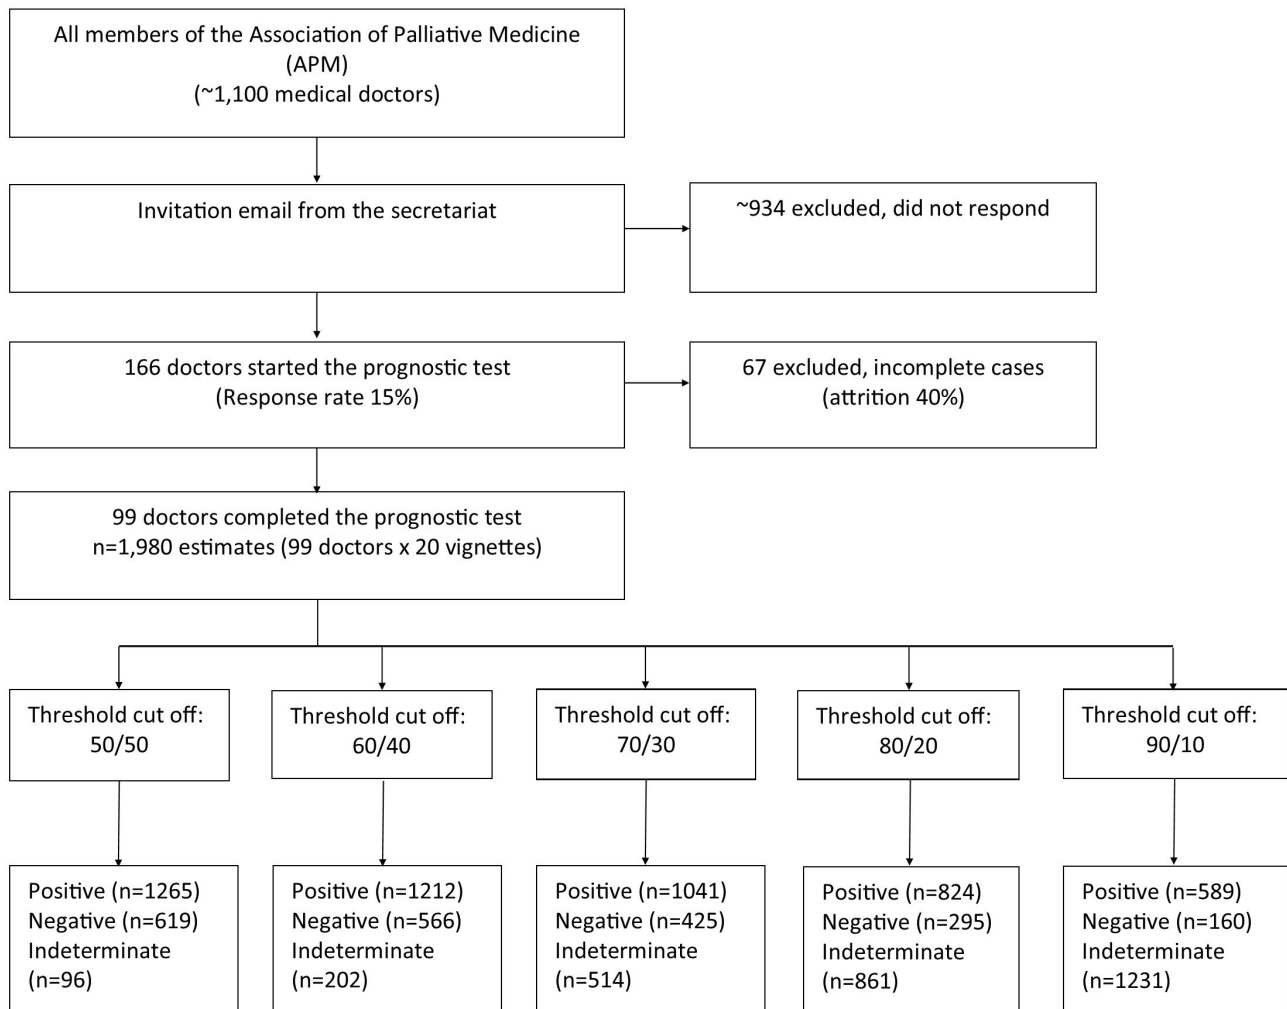 All members of the Association of Palliative Medicine
(APM)
(~1,100 medical doctors)
Invitation email from the secretariat
~934 excluded, did not respond
166 doctors started the prognostic test
(Response rate 15%)
67 excluded, incomplete cases
(attrition 40%)
99 doctors completed the prognostic test
n=1,980 estimates (99 doctors x 20 vignettes)
Threshold cut off:
50/50
Threshold cut off:
60/40
Threshold cut off:
70/30
Threshold cut off:
80/20
Threshold cut off:
90/10
Positive (n=1265)
Negative (n=619)
Indeterminate
(n=96)
Positive (n=1212)
Negative (n=566)
Indeterminate
(n=202)
Positive (n=1041)
Negative (n=425)
Indeterminate
(n=514)
Positive (n=824)
Negative (n=295)
Indeterminate
(n=861)
Positive (n=589)
Negative (n=160)
Indeterminate
(n=1231)